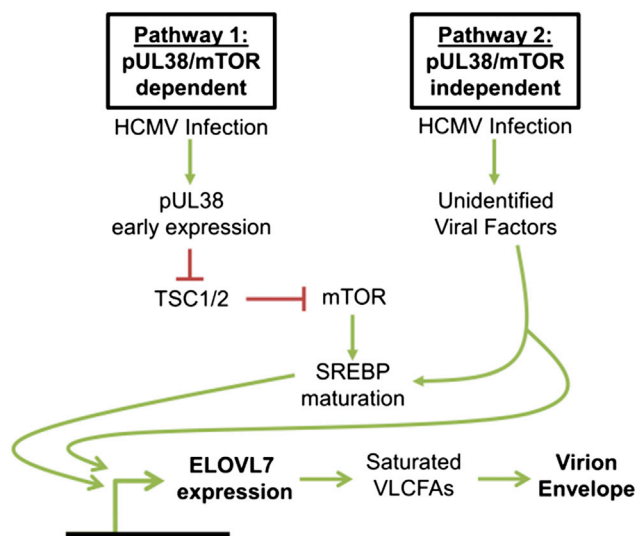 Pathway 1:
pUL38/mTOR
dependent
HCMV Infection
pUL38
early expression
TSC1/2
mTOR
Pathway 2:
pUL38/mTOR
independent
HCMV Infection
Unidentified
Viral Factors
SREBP
maturation
ELOVL7
expression
Saturated
VLCFAs
Virion
Envelope